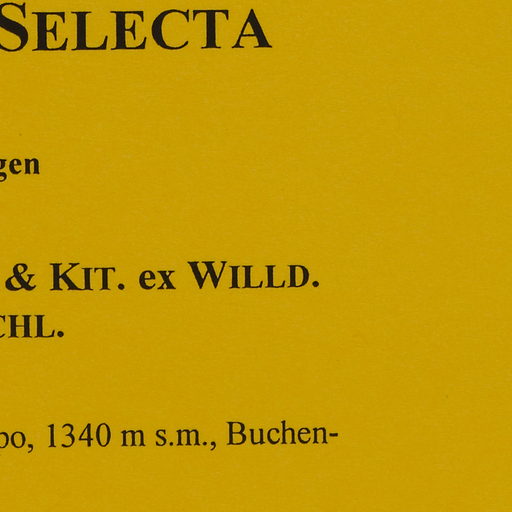 SELECTA
gen
& KIT. ex WILLD.
CHL.
po, 1340 m s.m., Buchen-